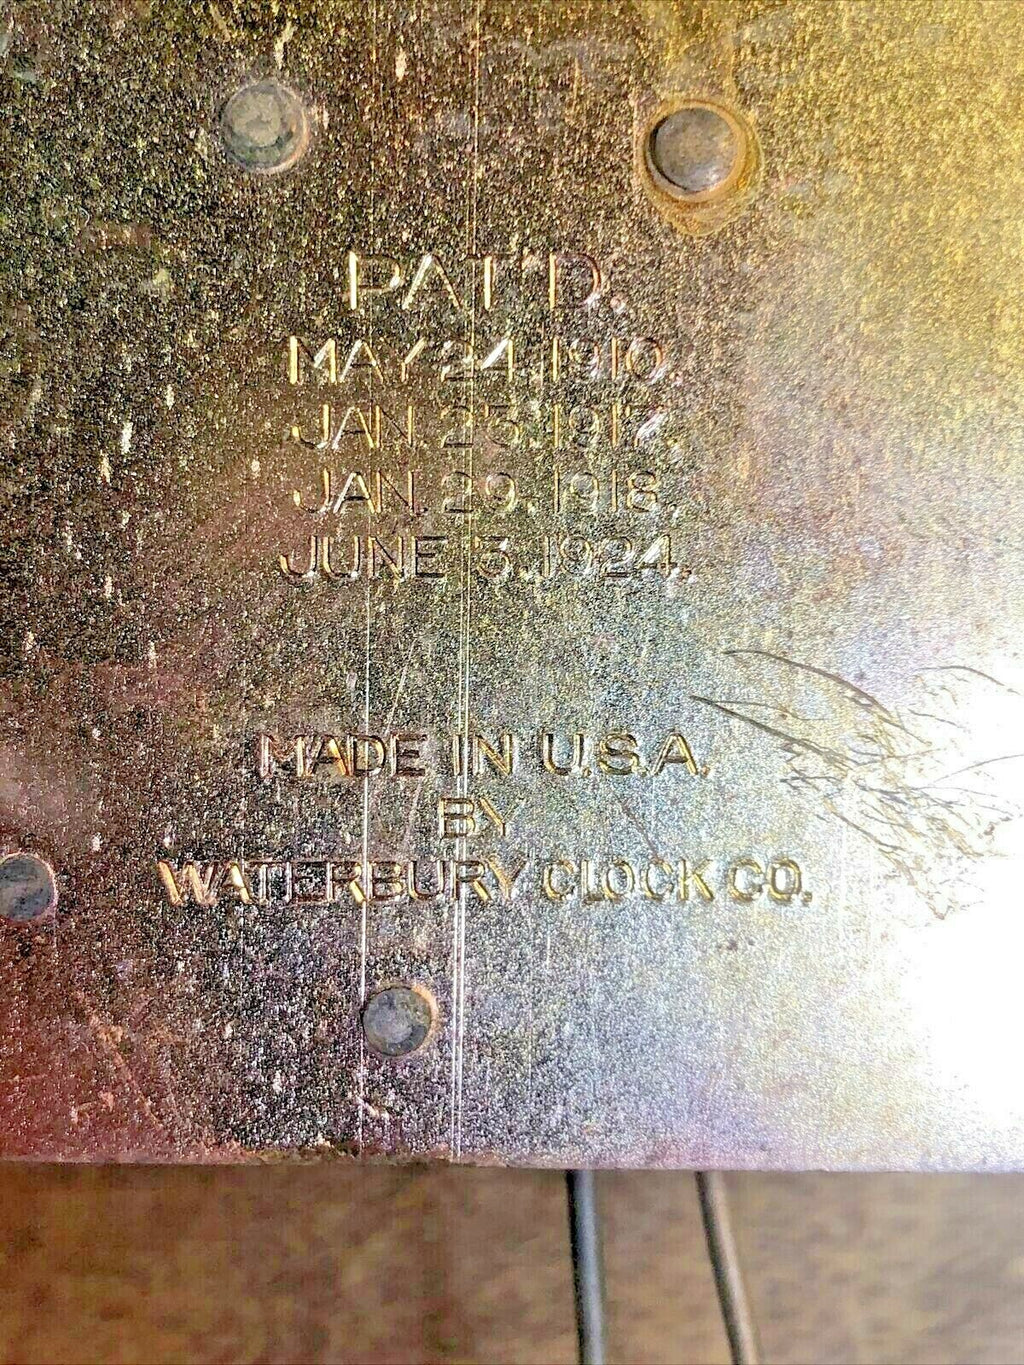 PAT'D.
MAY 24, 1910.
JAN. 23, 1917.
JAN. 29, 1918.
JUNE 3, 1924.
MADE IN U.S.A.
BY
WATERBURY CLOCK CO.